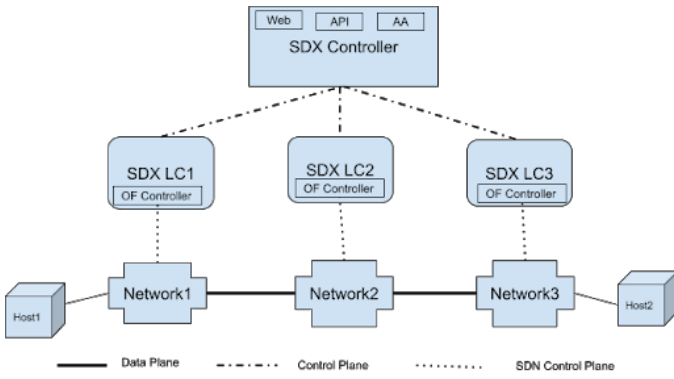 Web API AA
SDX Controller
SDX LC1 SDX LC2 SDX LC3
OF Controller OF Controller OF Controller
Network1 Network2 Network3
Host1 Host2
Data Plane Control Plane SDN Control Plane